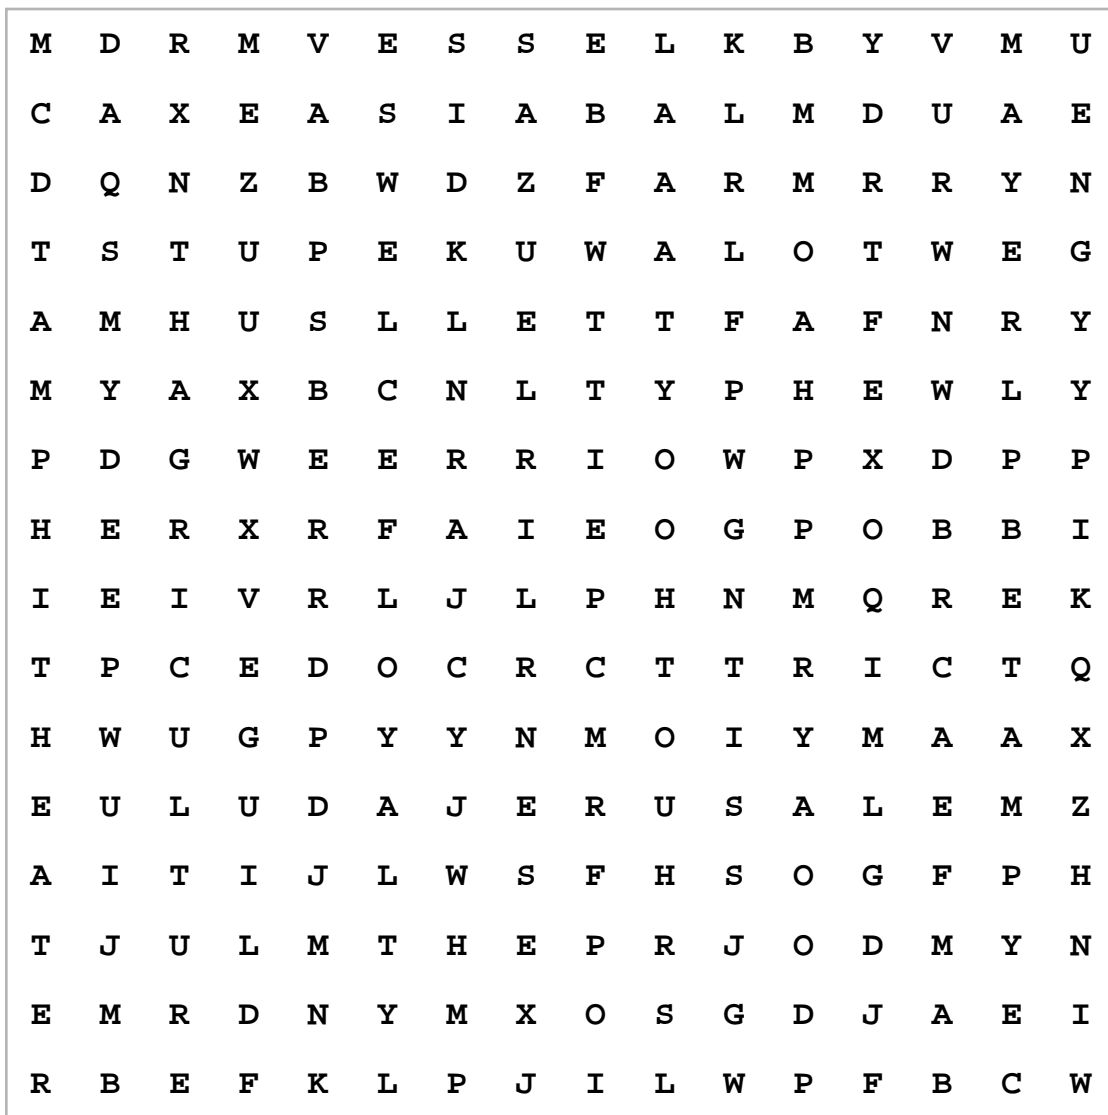 M D R M V E S S E L K B Y V M U
C A X E A S I A B A L M D U A E
D Q N Z B W D Z F A R M R R Y N
T S T U P E K U W A L O T W E G
A M H U S L L E T T F A F N R Y
M Y A X B C N L T Y P H E W L Y
P D G W E E R R I O W P X D P P
H E R X R F A I E O G P O B B I
I E I V R L J L P H N M Q R E K
T P C E D O C R C T T R I C T Q
H W U G P Y Y N M O I Y M A A X
E U L U D A J E R U S A L E M Z
A I T I J L W S F H S O G F P H
T J U L M T H E P R J O D M Y N
E M R D N Y M X O S G D J A E I
R B E F K L P J I L W P F B C W